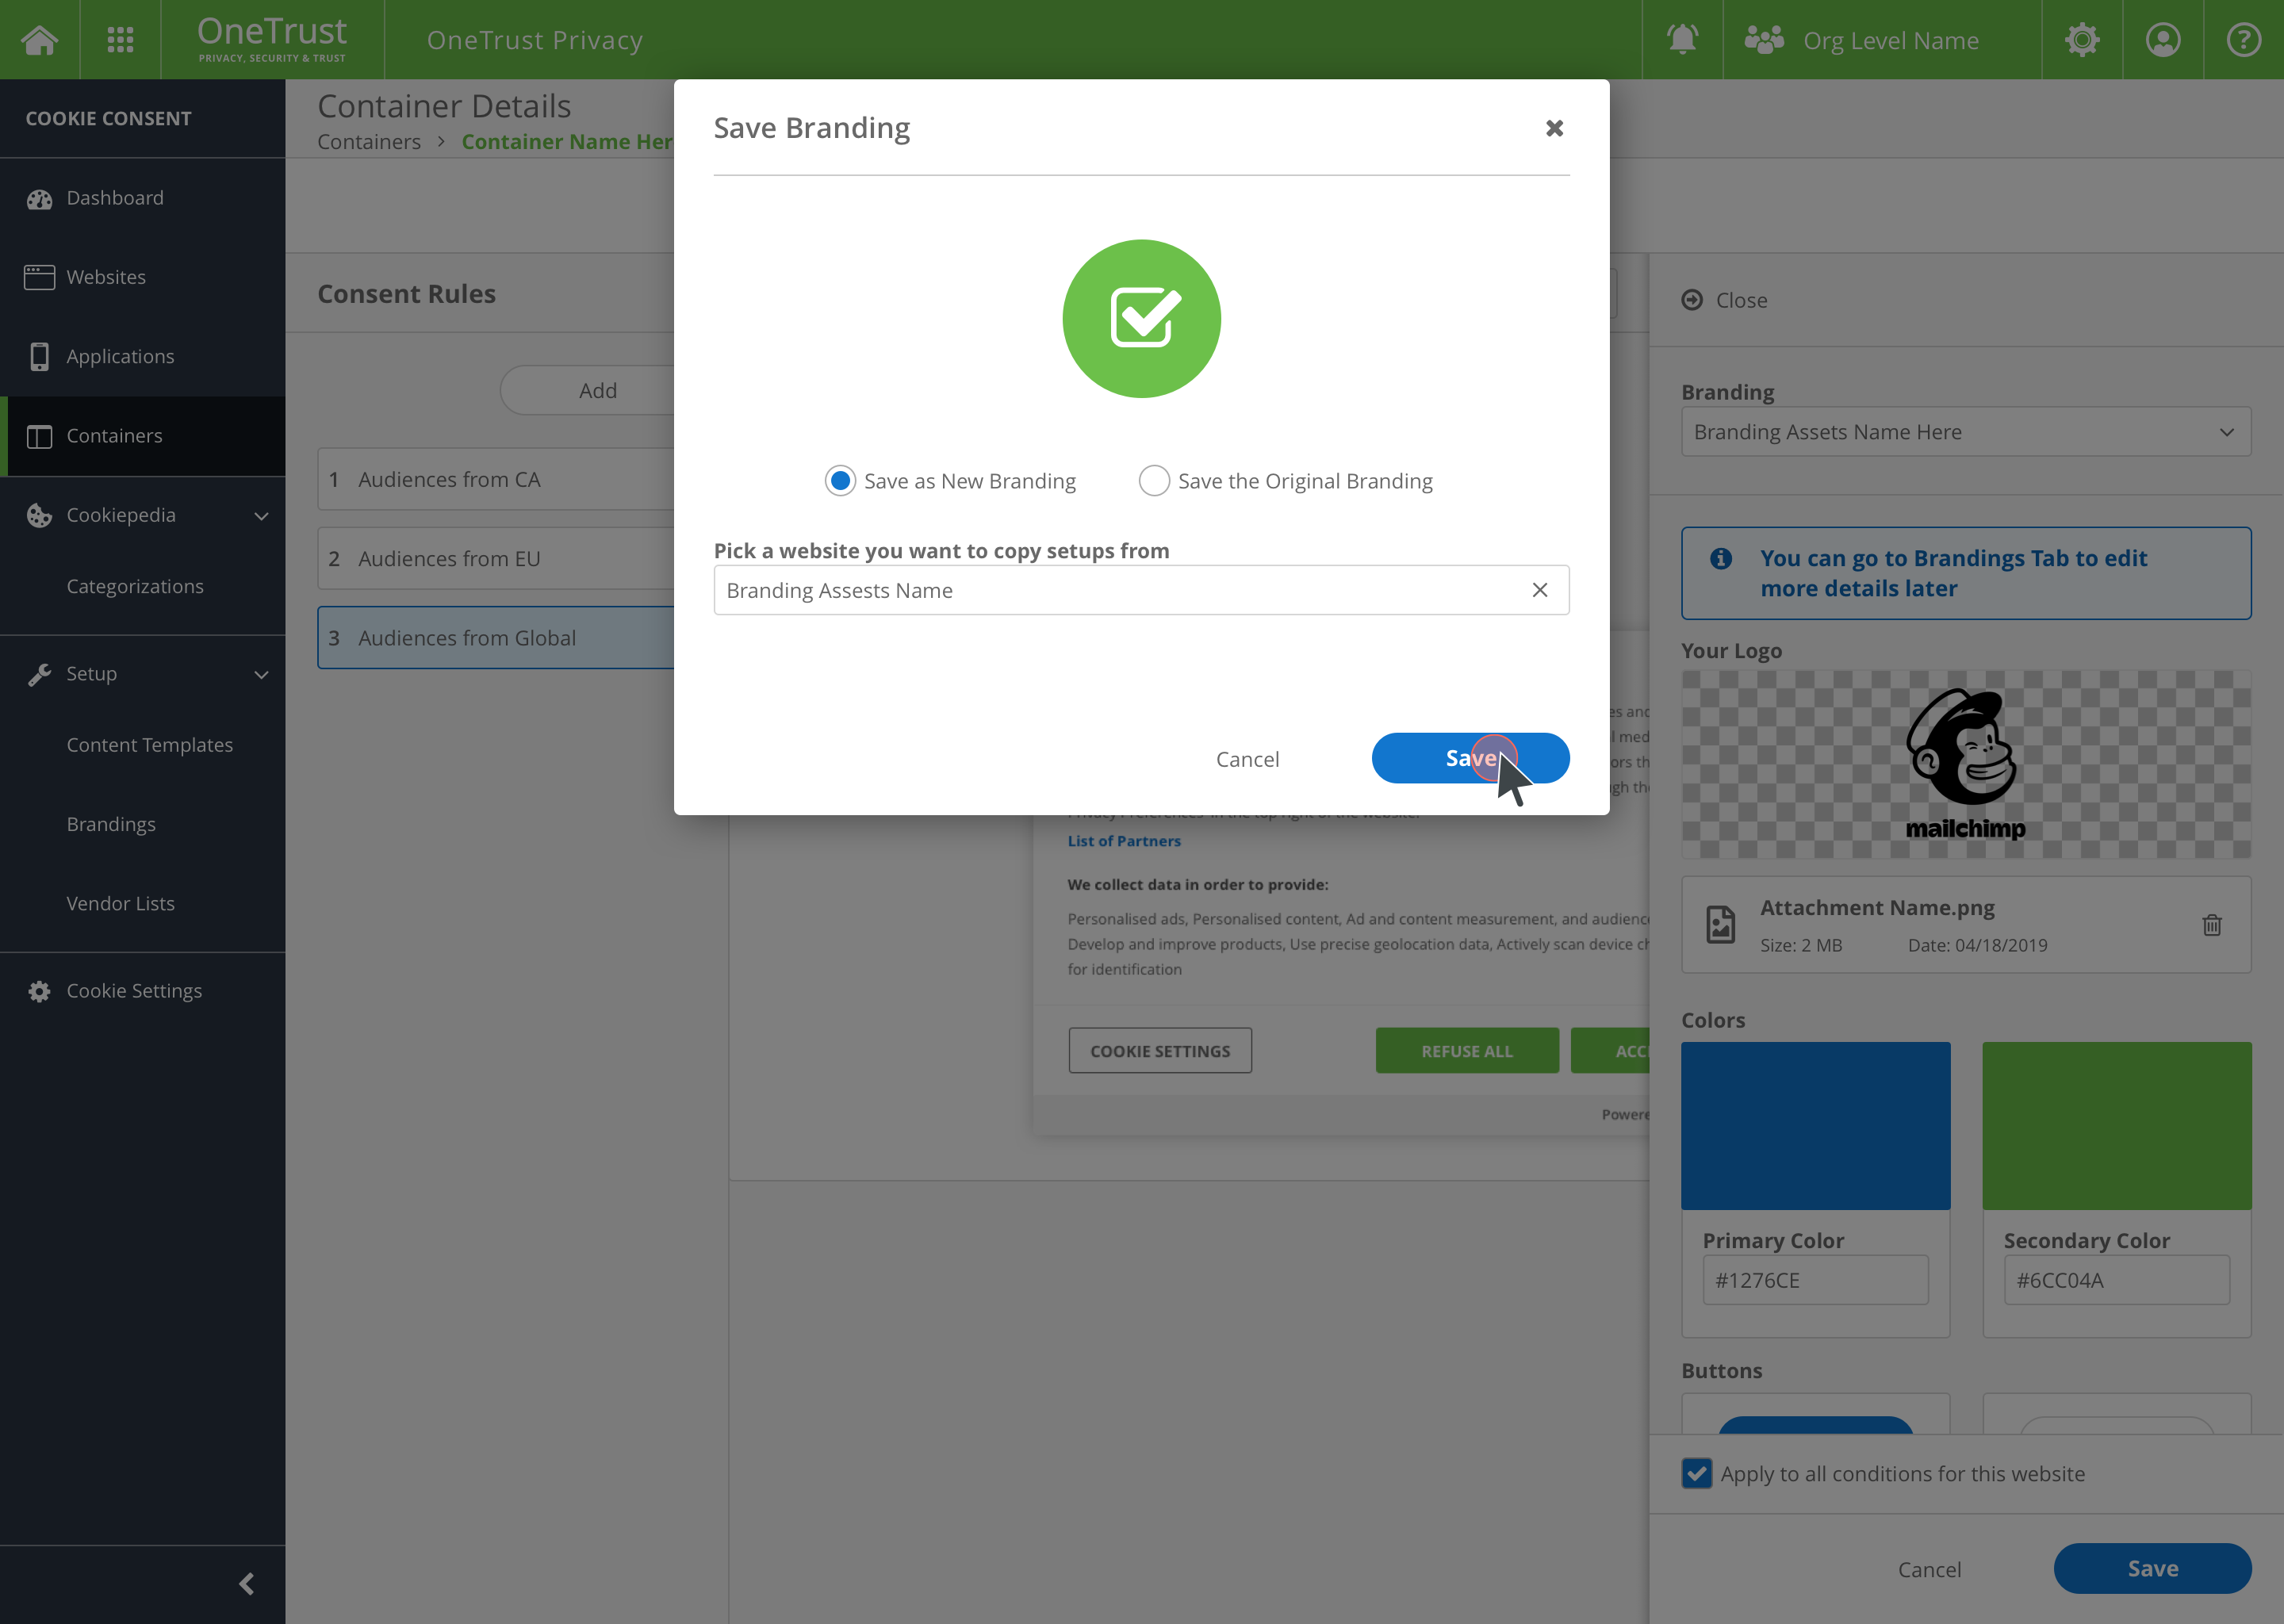 OneTrust
PRIVACY, SECURITY & TRUST
OneTrust Privacy
Org Level Name
COOKIE CONSENT
Dashboard
Websites
Applications
Containers
Cookiepedia
Categorizations
Setup
Content Templates
Brandings
Vendor Lists
Cookie Settings
Container Details
Containers > Container Name Her
Consent Rules
Add
1 Audiences from CA
2 Audiences from EU
3 Audiences from Global
Save Branding
Save as New Branding
Save the Original Branding
Pick a website you want to copy setups from
Branding Assests Name
Cancel
Save
es and
l med
ors th
gh the
List of Partners
We collect data in order to provide:
Personalised ads, Personalised content, Ad and content measurement, and audienc
Develop and improve products, Use precise geolocation data, Actively scan device ch
for identification
COOKIE SETTINGS
REFUSE ALL
ACC
Powere
Close
Branding
Branding Assets Name Here
You can go to Brandings Tab to edit
more details later
Your Logo
mailchimp
Attachment Name.png
Size: 2 MB
Date: 04/18/2019
Colors
Primary Color
#1276CE
Secondary Color
#6CC04A
Buttons
Apply to all conditions for this website
Cancel
Save